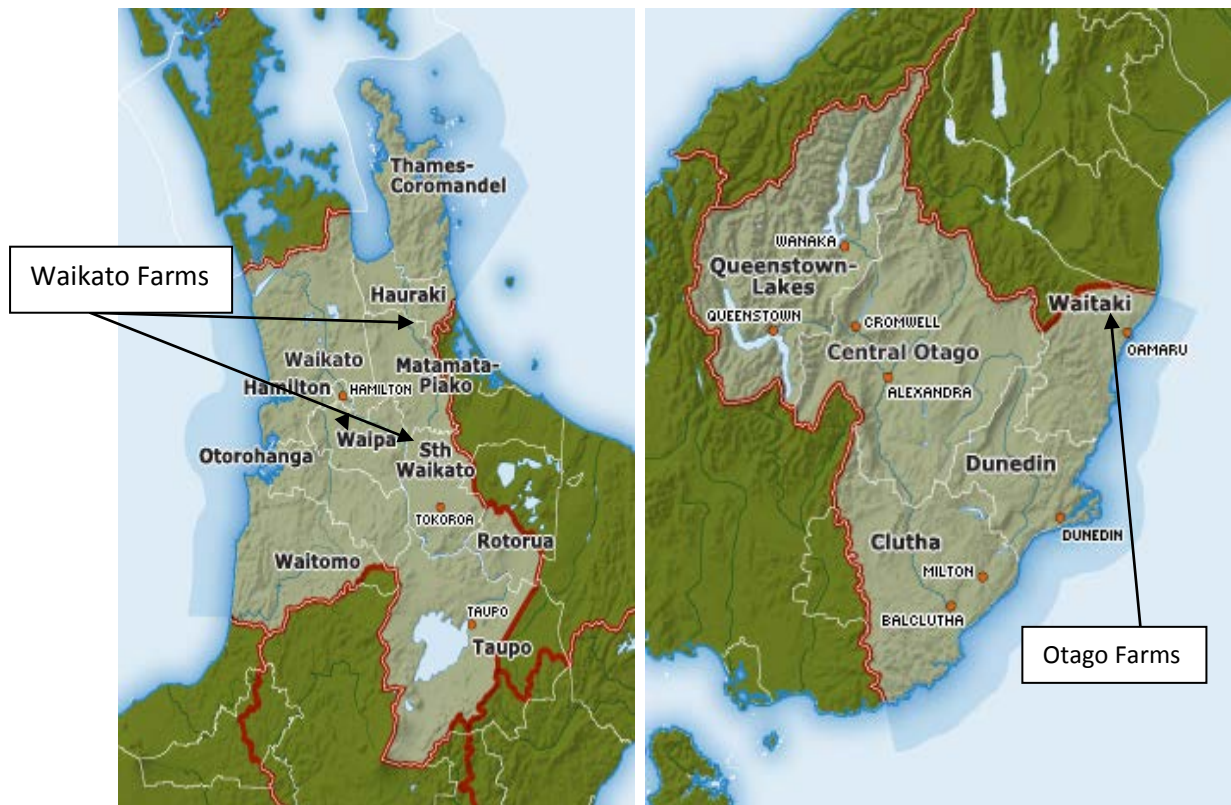 Waikato Farms
Thames-
Coromandel
Hauraki
Waikato
Matamata-
Piako
Hamilton
HAMILTON
Waipa
Otorohanga
Sth
Waikato
TOKOROA
Rotorua
Waitomo
TAUPO
Taupo
WANAKA
Queenstown-
Lakes
QUEENSTOWN
CROMWELL
Central Otago
ALEXANDRA
Waitaki
OAMARU
Dunedin
DUNEDIN
Clutha
MILTON
BALCLUTHA
Otago Farms